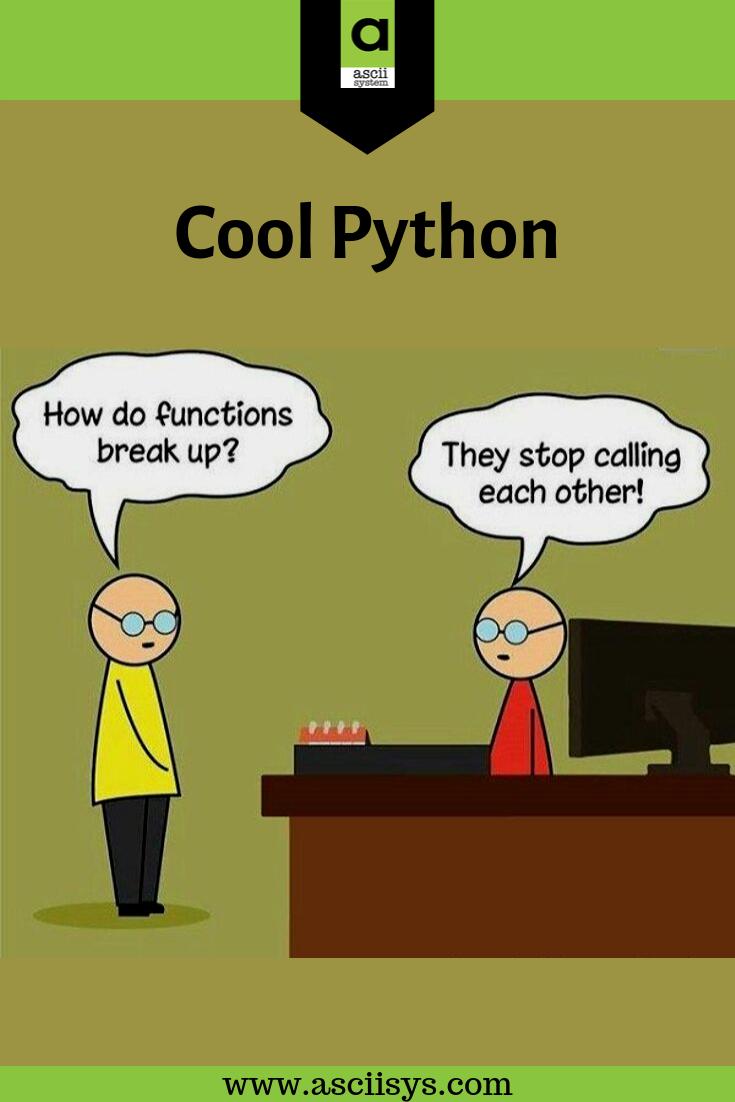 a
ascii
system
Cool Python
How do functions
break up?
They stop calling
each other!
www.asciisys.com